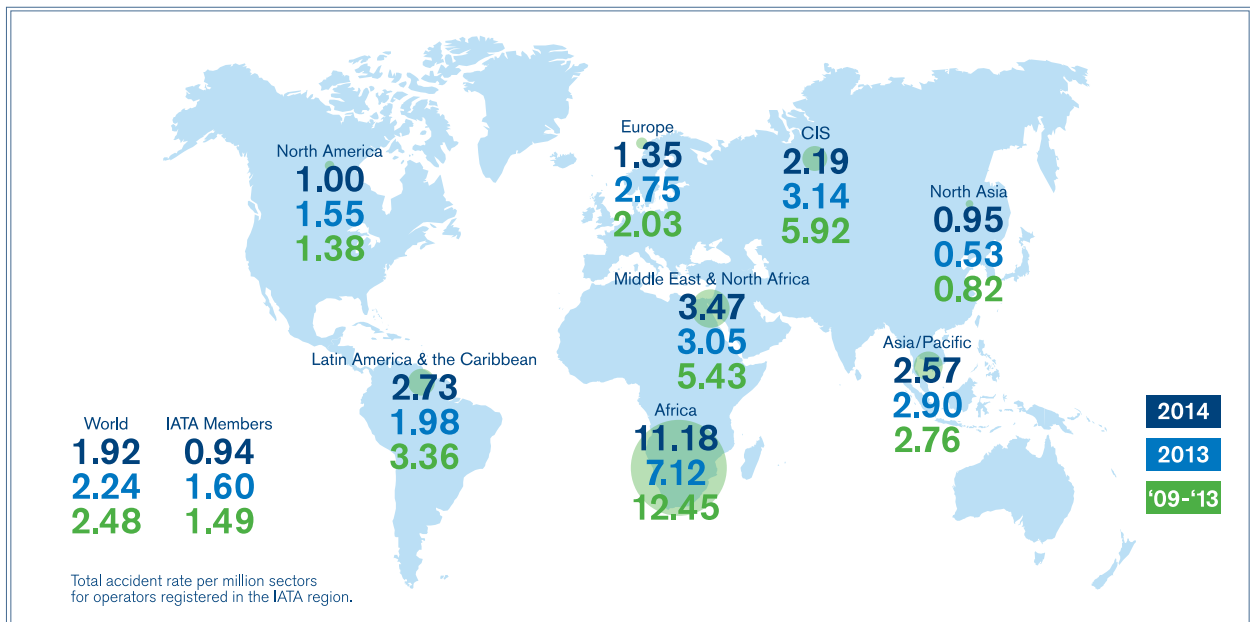 North America
1.00
1.55
1.38
Europe
1.35
2.75
2.03
CIS
2.19
3.14
5.92
North Asia
0.95
0.53
0.82
Middle East & North Africa
3.47
3.05
5.43
Latin America & the Caribbean
2.73
1.98
3.36
Asia/Pacific
2.57
2.90
2.76
Africa
11.18
7.12
12.45
World
1.92
2.24
2.48
IATA Members
0.94
1.60
1.49
2014
2013
‘09-‘13
Total accident rate per million sectors
for operators registered in the IATA region.